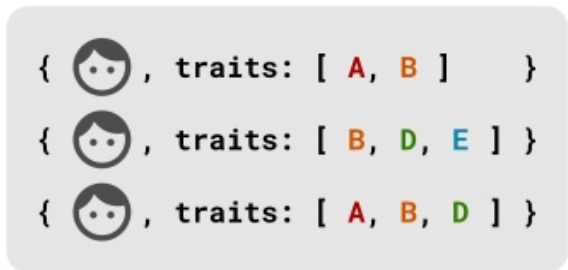 { , traits: [ A, B ] }
{ , traits: [ B, D, E ] }
{ , traits: [ A, B, D ] }